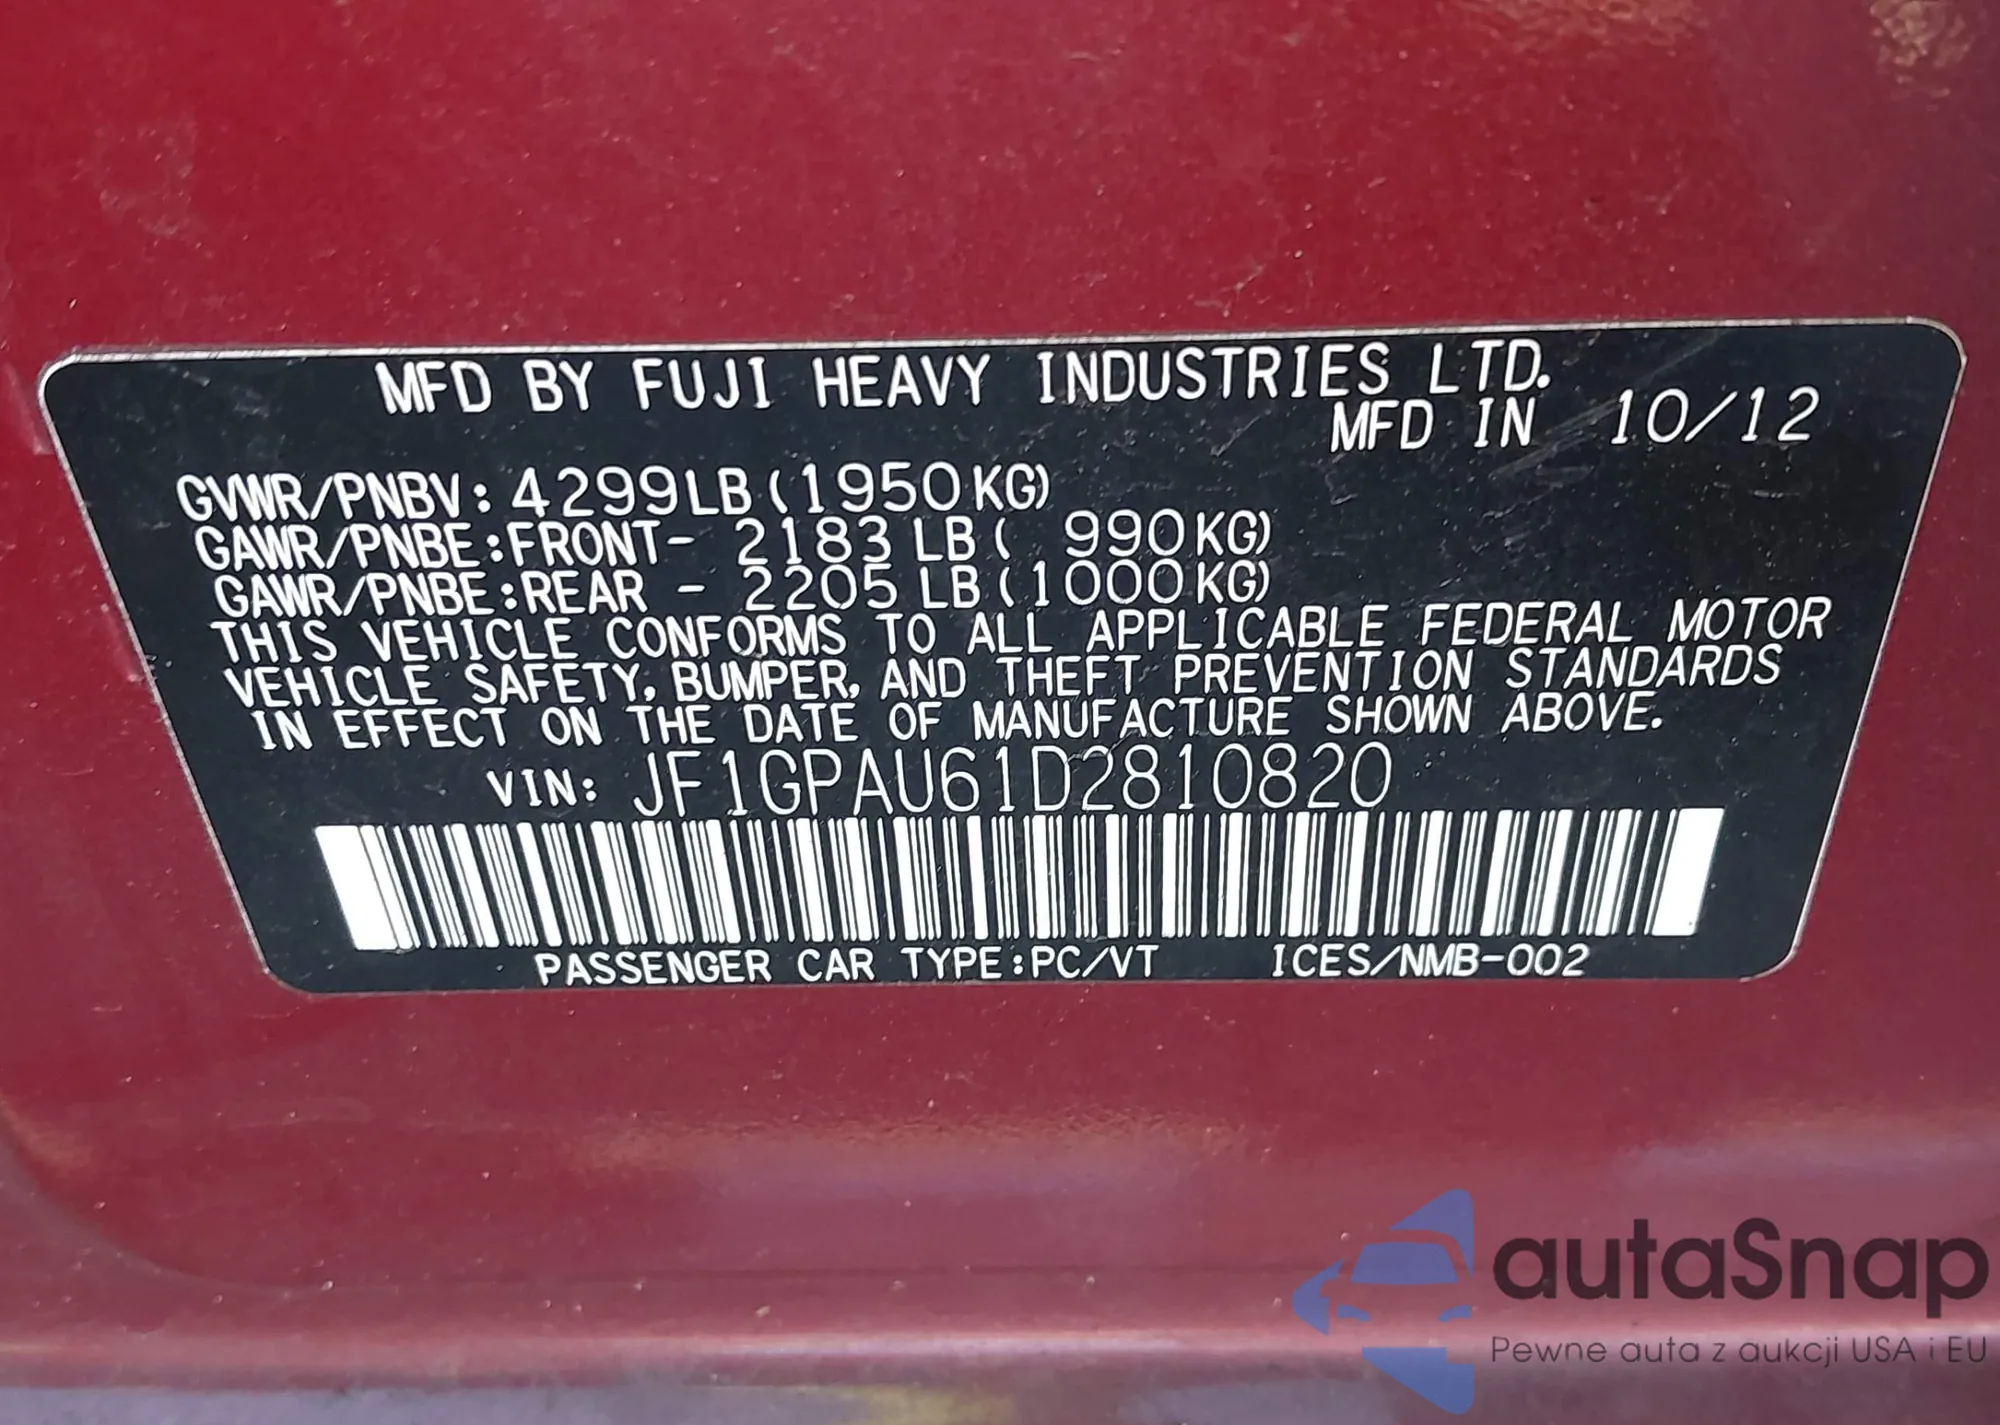 MFD BY FUJI HEAVY INDUSTRIES LTD.
MFD IN 10/12
GVWR/PNBV: 4299LB(1950KG)
GAWR/PNBE:FRONT- 2183 LB( 990KG)
GAWR/PNBE:REAR - 2205 LB(1000KG)
THIS VEHICLE CONFORMS TO ALL APPLICABLE FEDERAL MOTOR
VEHICLE SAFETY, BUMPER, AND THEFT PREVENTION STANDARDS
IN EFFECT ON THE DATE OF MANUFACTURE SHOWN ABOVE.
VIN: JF1GPAU61D2810820
PASSENGER CAR TYPE:PC/VT ICES/NMB-002
autaSnap
Pewne auta z aukcji USA i EU